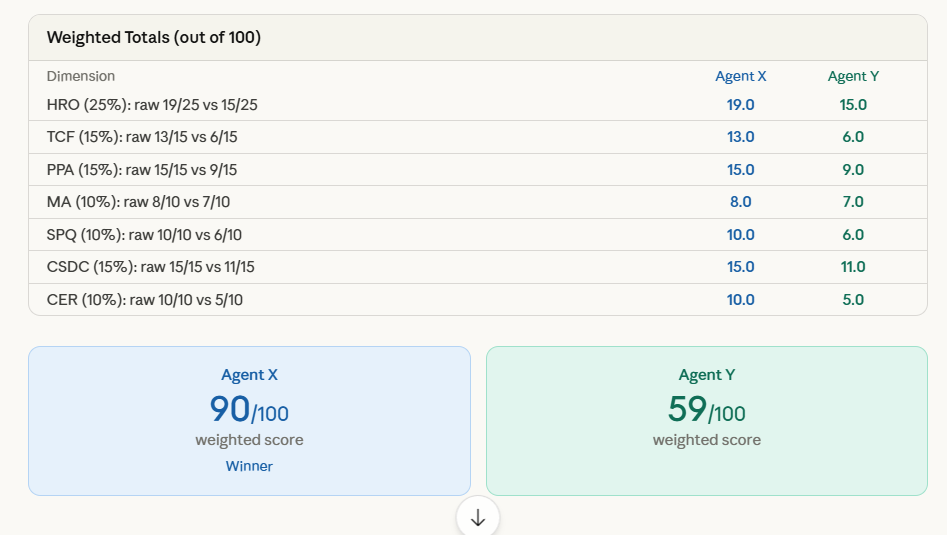 Weighted Totals (out of 100)
Dimension Agent X Agent Y
HRO (25%): raw 19/25 vs 15/25 19.0 15.0
TCF (15%): raw 13/15 vs 6/15 13.0 6.0
PPA (15%): raw 15/15 vs 9/15 15.0 9.0
MA (10%): raw 8/10 vs 7/10 8.0 7.0
SPQ (10%): raw 10/10 vs 6/10 10.0 6.0
CSDC (15%): raw 15/15 vs 11/15 15.0 11.0
CER (10%): raw 10/10 vs 5/10 10.0 5.0
Agent X
90/100
weighted score
Winner
Agent Y
59/100
weighted score